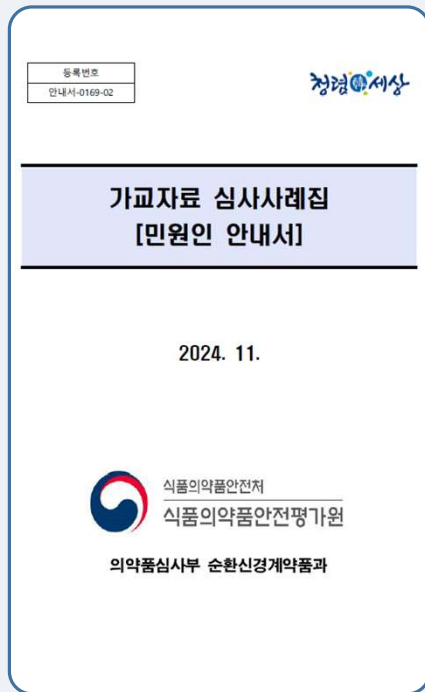 등록번호
안내서-0169-02
청렴한세상
가교자료 심사사례집
[민원인 안내서]
2024. 11.
식품의약품안전처
식품의약품안전평가원
의약품심사부 순환신경계약품과